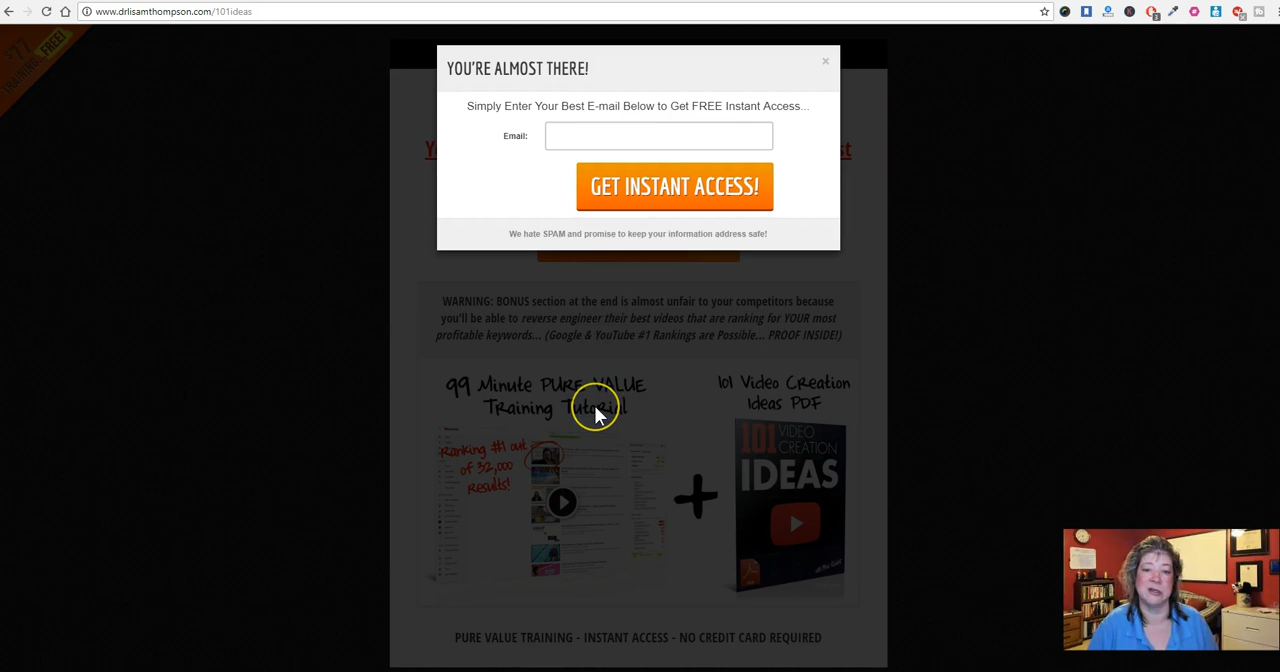 www.drlisamthompson.com/101ideas
$77
FREE!
TRAINING...
YOU'RE ALMOST THERE!
×
Simply Enter Your Best E-mail Below to Get FREE Instant Access...
Email:
GET INSTANT ACCESS!
We hate SPAM and promise to keep your information address safe!
WARNING: BONUS section at the end is almost unfair to your competitors because
you'll be able to reverse engineer their best videos that are ranking for YOUR most
profitable keywords... (Google & YouTube #1 Rankings are Possible... PROOF INSIDE!)
99 Minute PURE VALUE
Training Tutorial
101 Video Creation
Ideas PDF
Ranking #1 out
of 32,000
results!
101 VIDEO
CREATION
IDEAS
PURE VALUE TRAINING - INSTANT ACCESS - NO CREDIT CARD REQUIRED